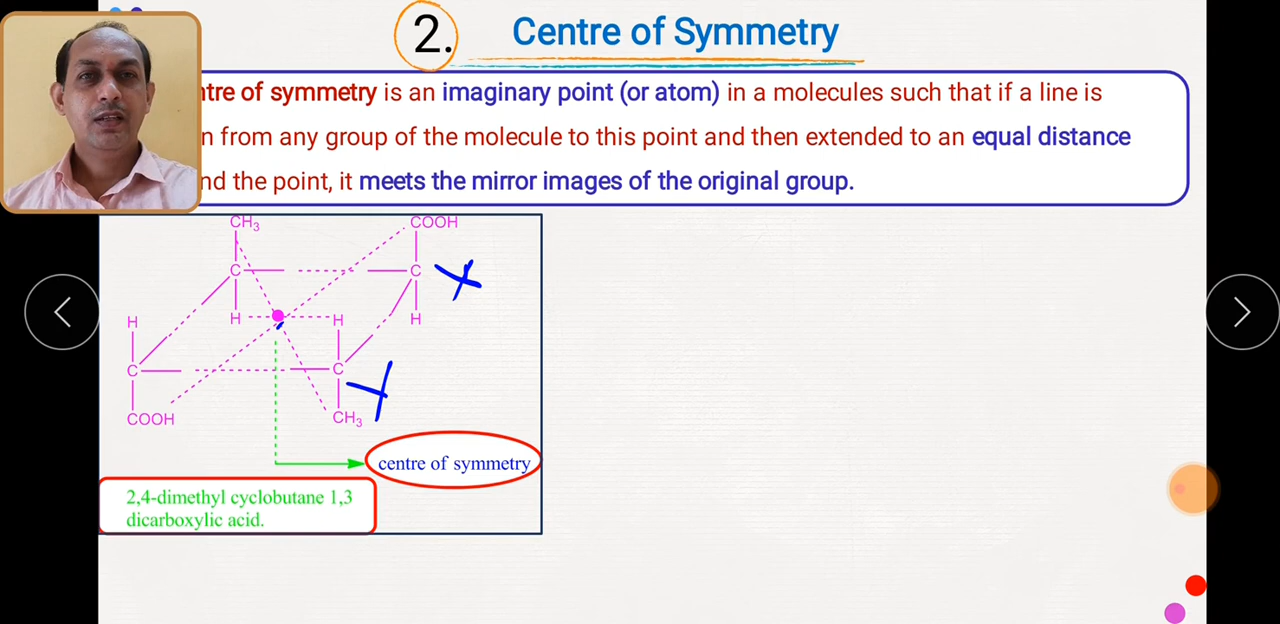 2. Centre of Symmetry
ntre of symmetry is an imaginary point (or atom) in a molecules such that if a line is
n from any group of the molecule to this point and then extended to an equal distance
nd the point, it meets the mirror images of the original group.
CH3 COOH
C C
H H H H
C C
COOH CH3
centre of symmetry
2,4-dimethyl cyclobutane 1,3
dicarboxylic acid.